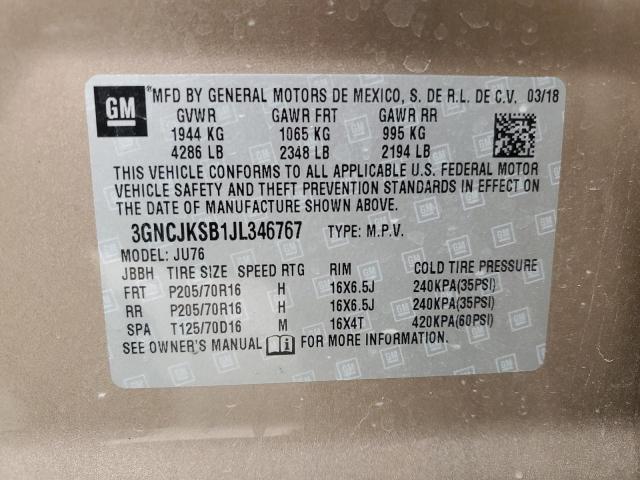 GM
MFD BY GENERAL MOTORS DE MEXICO, S. DE R.L. DE C.V. 03/18
GVWR GAWR FRT GAWR RR
1944 KG 1065 KG 995 KG
4286 LB 2348 LB 2194 LB
THIS VEHICLE CONFORMS TO ALL APPLICABLE U.S. FEDERAL MOTOR
VEHICLE SAFETY AND THEFT PREVENTION STANDARDS IN EFFECT ON
THE DATE OF MANUFACTURE SHOWN ABOVE.
3GNCJKSB1JL346767 TYPE: M.P.V.
MODEL: JU76
JBBH TIRE SIZE SPEED RTG RIM COLD TIRE PRESSURE
FRT P205/70R16 H 16X6.5J 240KPA(35PSI)
RR P205/70R16 H 16X6.5J 240KPA(35PSI)
SPA T125/70D16 M 16X4T 420KPA(60PSI)
SEE OWNER'S MANUAL FOR MORE INFORMATION.